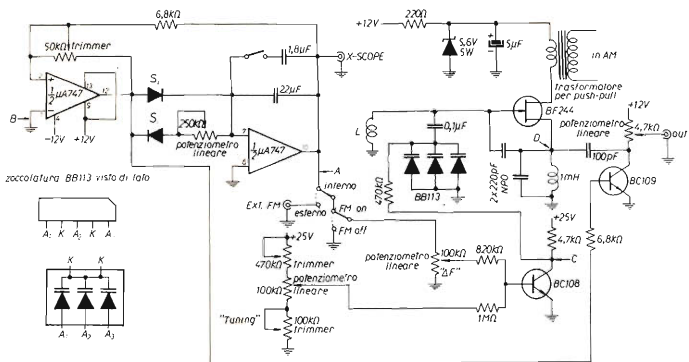 6,8kΩ
50kΩ trimmer
1,8μF
X-SCOPE
22μF
S₁
S
250kΩ
potenziometro
lineare
½ μA747
-12V
+12V
B
½ μA747
A
interno
Ext. FM
esterno
FM on
FM off
zoccolatura BB113 visto di lato
A₁ K A₂ K A
K K
A₁ A₂ A₃
+25V
470kΩ trimmer
100kΩ potenziometro
lineare
"Tuning"
100kΩ
trimmer
+12V
220Ω
5,6V
5W
5μF
in AM
trasformatore
per push-pull
BF244
+12V
potenziometro
lineare
4,7kΩ
out
L
0,1μF
BB113
470kΩ
2x220pF
NPO
D
100pF
1mH
BC109
+25V
4,7kΩ
6,8kΩ
C
potenziometro
lineare
100kΩ
"ΔF"
820kΩ
1MΩ
BC108